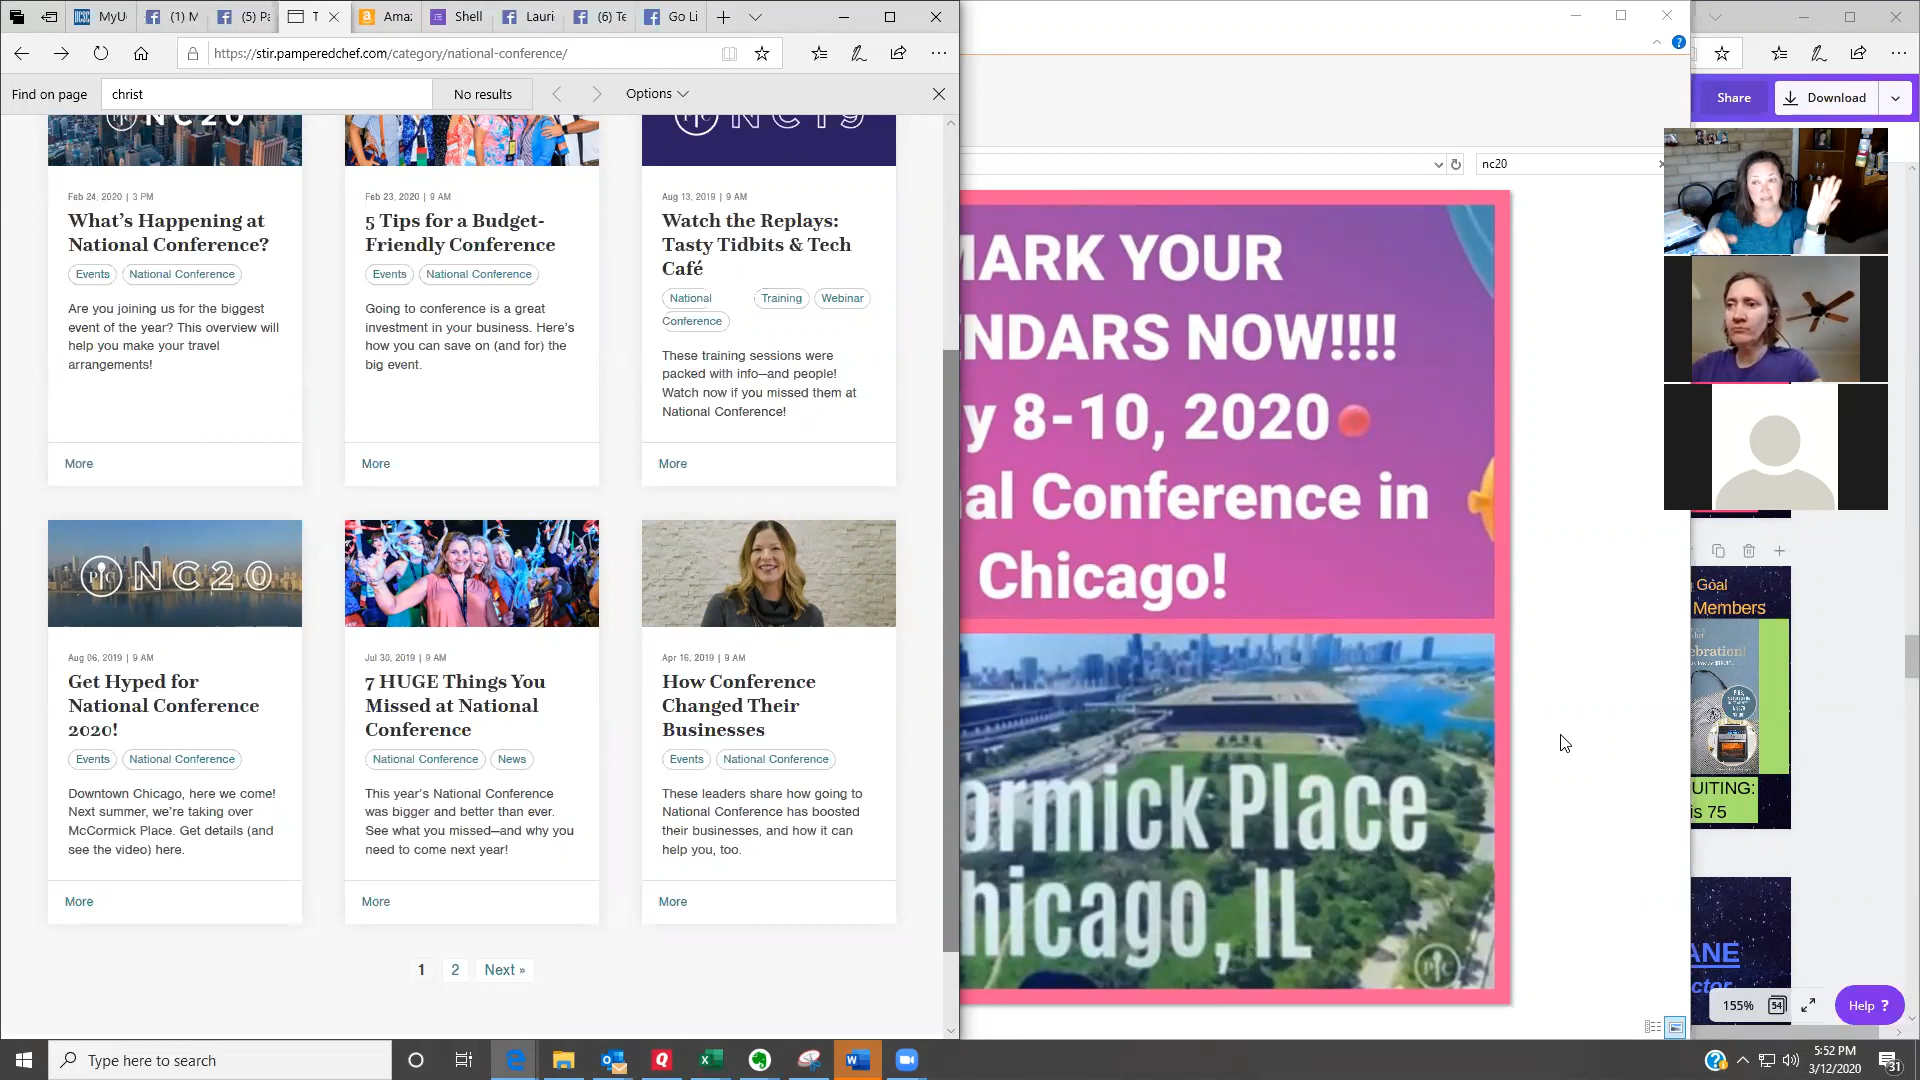 MyU
(1) M
(5) Pa
T
Ama
Shell
Lauri
(6) Te
Go Li
https://stir.pamperedchef.com/category/national-conference/
Find on page
christ
No results
Options
NC20
NC19
Feb 24, 2020 | 3 PM
What's Happening at
National Conference?
Events
National Conference
Are you joining us for the biggest
event of the year? This overview will
help you make your travel
arrangements!
More
Feb 23, 2020 | 9 AM
5 Tips for a Budget-
Friendly Conference
Events
National Conference
Going to conference is a great
investment in your business. Here's
how you can save on (and for) the
big event.
More
Aug 13, 2019 | 9 AM
Watch the Replays:
Tasty Tidbits & Tech
Café
National
Conference
Training
Webinar
These training sessions were
packed with info—and people!
Watch now if you missed them at
National Conference!
More
NC20
Aug 06, 2019 | 9 AM
Get Hyped for
National Conference
2020!
Events
National Conference
Downtown Chicago, here we come!
Next summer, we're taking over
McCormick Place. Get details (and
see the video) here.
More
Jul 30, 2019 | 9 AM
7 HUGE Things You
Missed at National
Conference
National Conference
News
This year's National Conference
was bigger and better than ever.
See what you missed—and why you
need to come next year!
More
Apr 16, 2019 | 9 AM
How Conference
Changed Their
Businesses
Events
National Conference
These leaders share how going to
National Conference has boosted
their businesses, and how it can
help you, too.
More
1
2
Next »
nc20
ARK YOUR
NDARS NOW!!!!
y 8-10, 2020
al Conference in
Chicago!
ormick Place
hicago, IL
Share
Download
Goal
Members
ebration!
UITING:
is 75
ANE
ctor
155%
54
Help ?
Type here to search
5:52 PM
3/12/2020
31